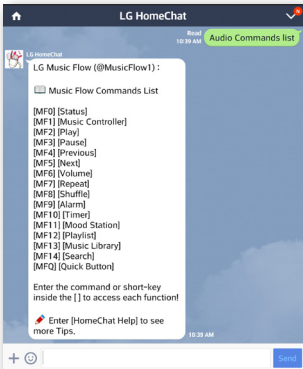 LG HomeChat
Read
10:39 AM
Audio Commands list
LG HomeChat
LG Music Flow (@MusicFlow1) :
Music Flow Commands List
[MF0] [Status]
[MF1] [Music Controller]
[MF2] [Play]
[MF3] [Pause]
[MF4] [Previous]
[MF5] [Next]
[MF6] [Volume]
[MF7] [Repeat]
[MF8] [Shuffle]
[MF9] [Alarm]
[MF10] [Timer]
[MF11] [Mood Station]
[MF12] [Playlist]
[MF13] [Music Library]
[MF14] [Search]
[MFQ] [Quick Button]
Enter the command or short-key
inside the [ ] to access each function!
Enter [HomeChat Help] to see
more Tips.
10:39 AM
Send